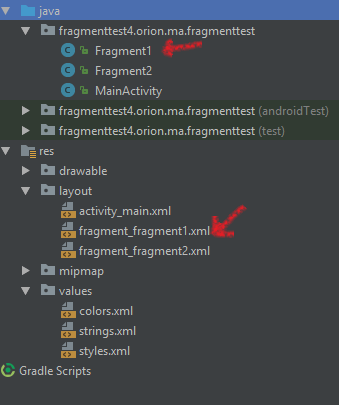 java
fragmenttest4.orion.ma.fragmenttest
Fragment1
Fragment2
MainActivity
fragmenttest4.orion.ma.fragmenttest (androidTest)
fragmenttest4.orion.ma.fragmenttest (test)
res
drawable
layout
activity_main.xml
fragment_fragment1.xml
fragment_fragment2.xml
mipmap
values
colors.xml
strings.xml
styles.xml
Gradle Scripts